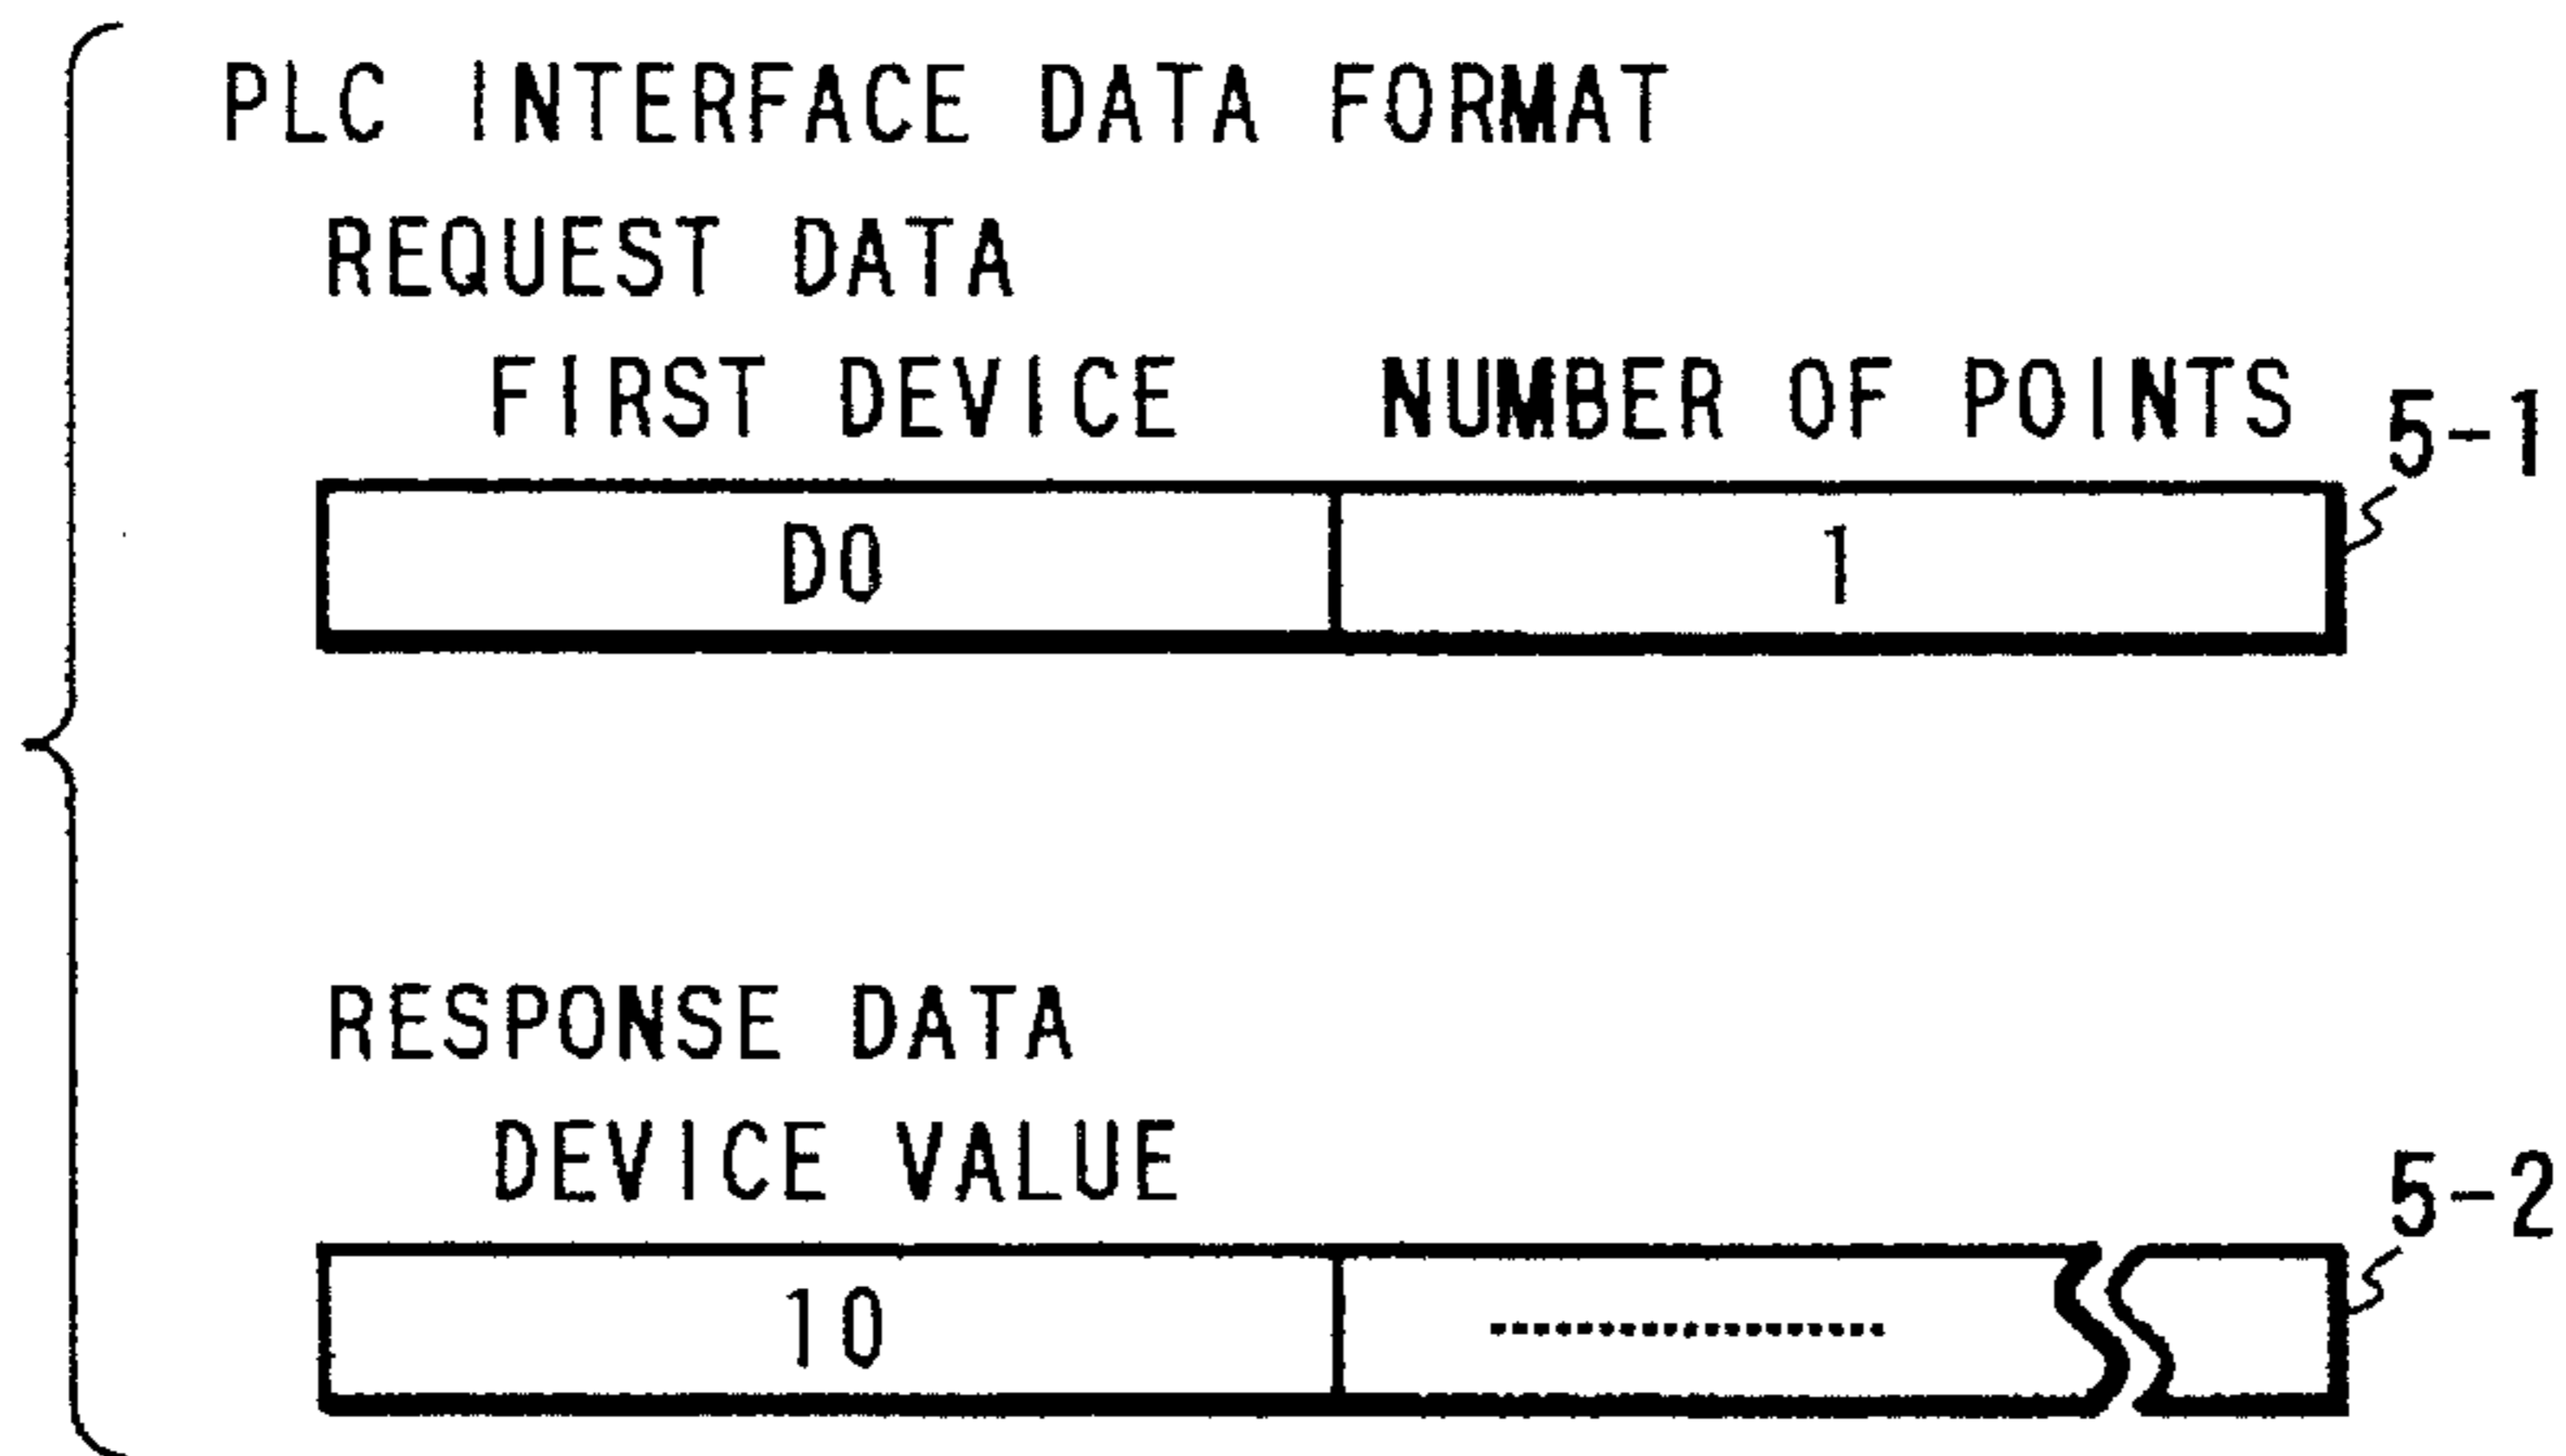 PLC INTERFACE DATA FORMAT
REQUEST DATA
FIRST DEVICE NUMBER OF POINTS
5-1
D0 1
RESPONSE DATA
DEVICE VALUE
5-2
10